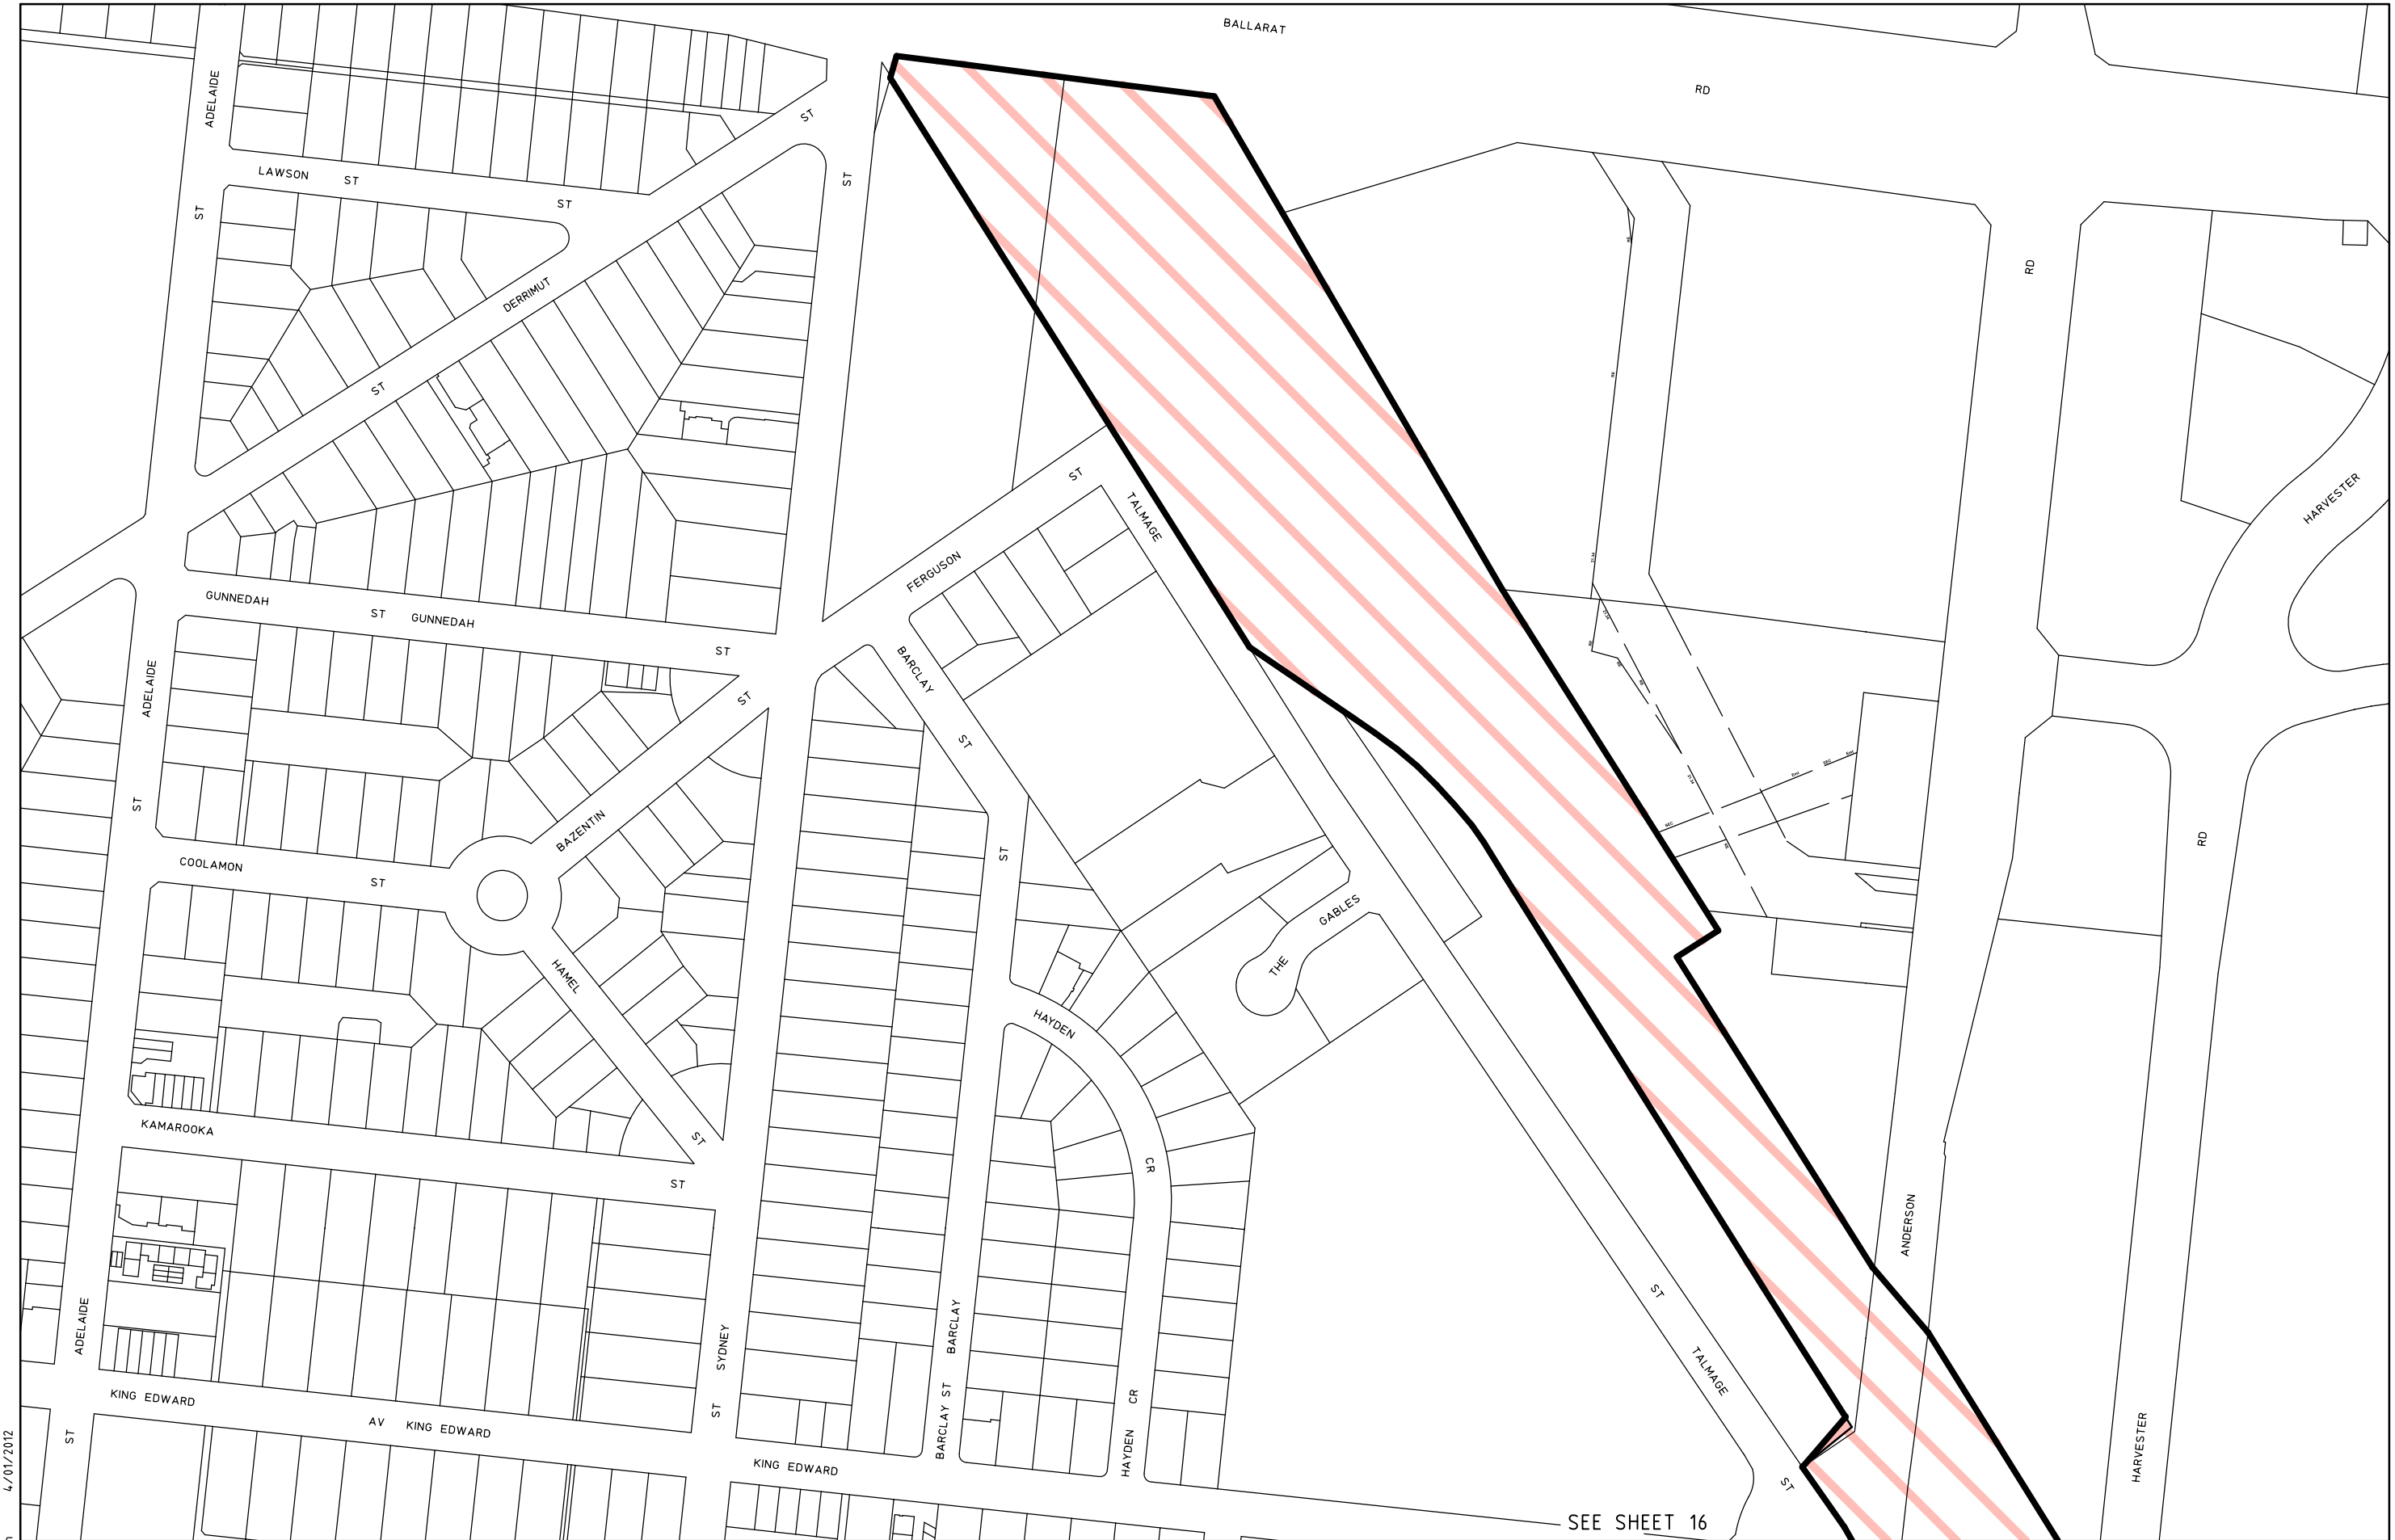 BALLARAT
RD
ADELAIDE
ST
LAWSON ST
ST
ST
ST
DERRIMUT
ST
RD
HARVESTER
ST
TALMAGE
FERGUSON
GUNNEDAH
ST GUNNEDAH
ST
BARCLAY
ST
ADELAIDE
ST
ST
BAZENTIN
COOLAMON
ST
ST
RD
GABLES
THE
HAMEL
HAYDEN
KAMAROOKA
ST
ST
CR
ANDERSON
ST
TALMAGE
ST
ADELAIDE
SYDNEY
ST
BARCLAY
BARCLAY ST
CR
HAYDEN
KING EDWARD
AV KING EDWARD
ST
KING EDWARD
HARVESTER
SEE SHEET 16
4/01/2012